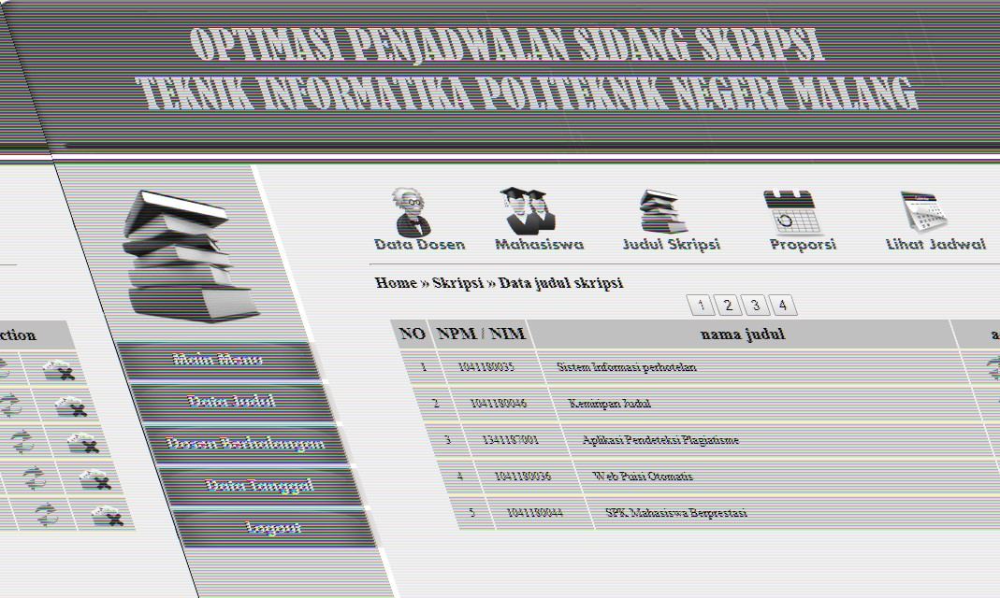 OPTIMASI PENJADWALAN SIDANG SKRIPSI
TEKNIK INFORMATIKA POLITEKNIK NEGERI MALANG
Data Dosen Mahasiswa Judul Skripsi Proporsi Lihat Jadwal
Home » Skripsi » Data judul skripsi
1 2 3 4
NO NPM / NIM nama judul
1 1041180035 Sistem Informasi perhotelan
2 1041180046 Kemiripan Judul
3 1341187001 Aplikasi Pendeteksi Plagiatisme
4 1041180036 Web Puisi Otomatis
5 1041180044 SPK Mahasiswa Berprestasi
Main Menu
Data Judul
Dosen Berhalangan
Data Tanggal
Logout